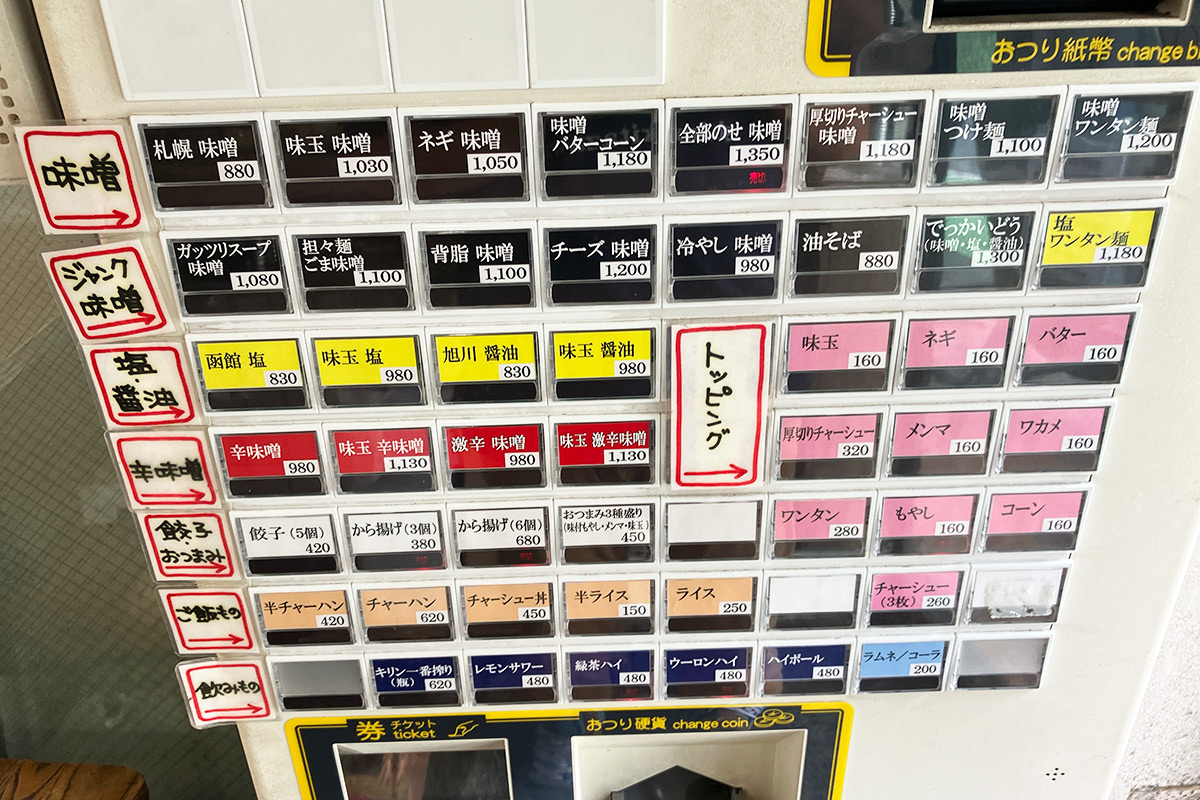 おつり紙幣 change b
味噌
札幌 味噌
880
味玉 味噌
1,030
ネギ 味噌
1,050
味噌
バターコーン
1,180
全部のせ 味噌
1,350
売切
厚切りチャーシュー
味噌
1,180
味噌
つけ麺
1,100
味噌
ワンタン麺
1,200
ジャンク
味噌
ガッツリスープ
味噌
1,080
担々麺
ごま味噌
1,100
背脂 味噌
1,100
チーズ 味噌
1,200
冷やし 味噌
980
油そば
880
でっかいどう
(味噌・塩・醤油)
1,300
塩
ワンタン麺
1,180
塩・
醤油
函館 塩
830
味玉 塩
980
旭川 醤油
830
味玉 醤油
980
トッピング
味玉
160
ネギ
160
バター
160
辛味噌
辛味噌
980
味玉 辛味噌
1,130
激辛 味噌
980
味玉 激辛味噌
1,130
厚切りチャーシュー
320
メンマ
160
ワカメ
160
餃子・
おつまみ
餃子(5個)
420
から揚げ(3個)
380
から揚げ(6個)
680
おつまみ3種盛り
(味付もやし・メンマ・味玉)
450
ワンタン
280
もやし
160
コーン
160
ご飯もの
半チャーハン
420
チャーハン
620
チャーシュー丼
450
半ライス
150
ライス
250
チャーシュー
(3枚) 260
飲みもの
キリン一番搾り
(瓶) 620
レモンサワー
480
緑茶ハイ
480
ウーロンハイ
480
ハイボール
480
ラムネ/コーラ
200
券 チケット
ticket
おつり硬貨 change coin